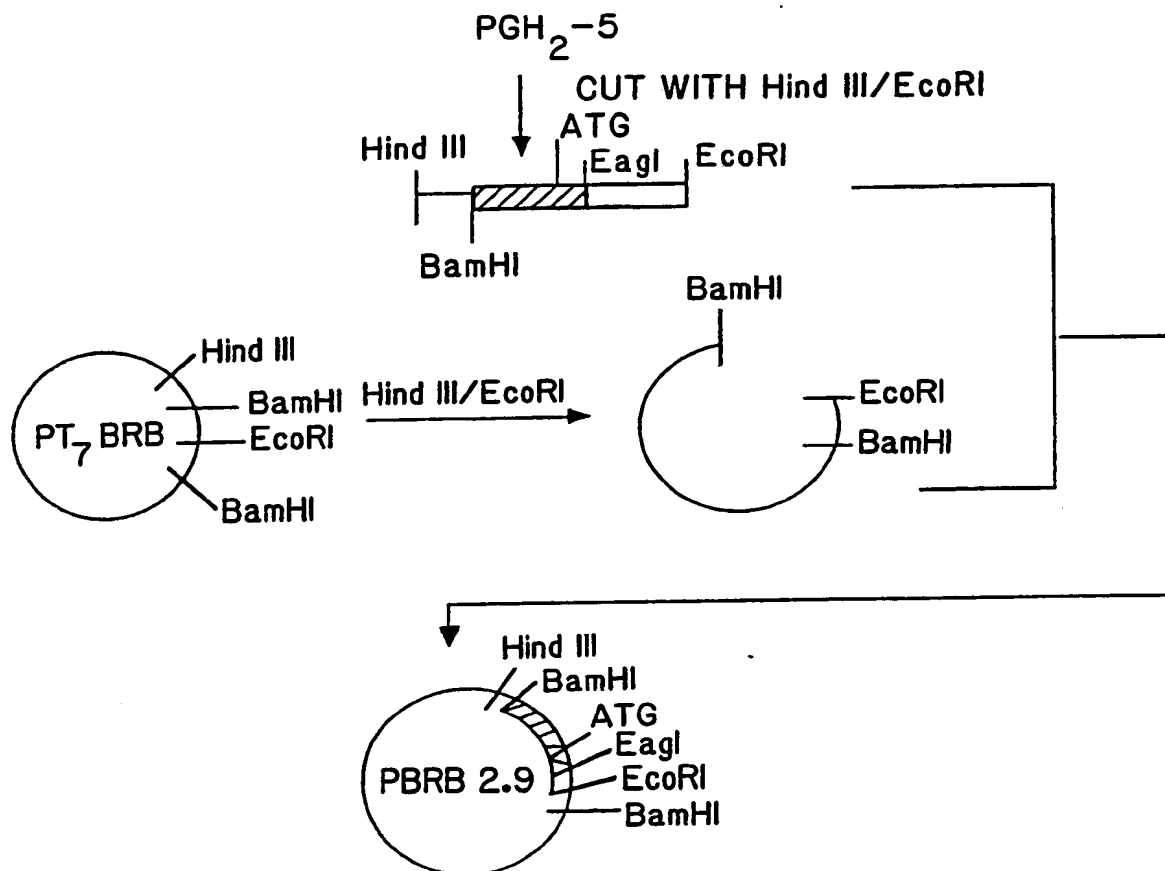 PGH2-5
CUT WITH Hind III/EcoRI
ATG
Hind III
EagI
EcoRI
BamHI
BamHI
Hind III
BamHI
EcoRI
BamHI
PT7 BRB
Hind III/EcoRI
EcoRI
BamHI
Hind III
BamHI
ATG
EagI
EcoRI
BamHI
PBRB 2.9